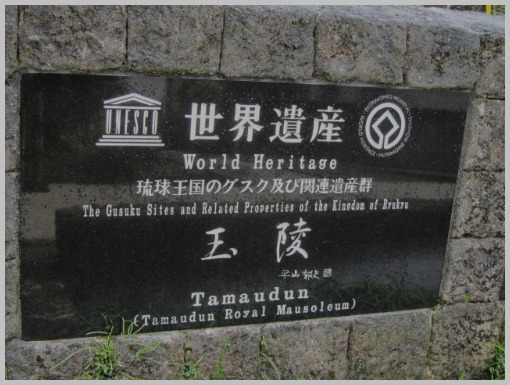 UNESCO
世界遺産
World Heritage
琉球王国のグスク及び関連遺産群
The Gusuku Sites and Related Properties of the Kingdom of Ryukyu
玉陵
Tamaudun
(Tamaudun Royal Mausoleum)